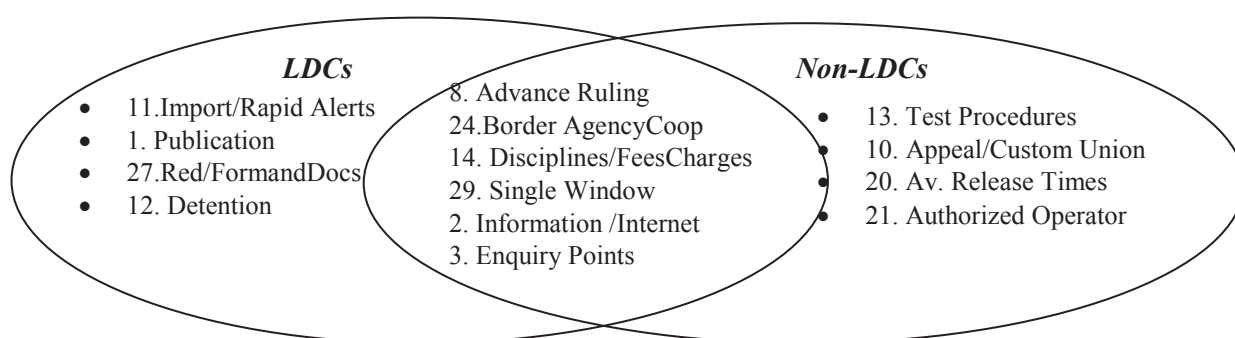 LDCs
• 11.Import/Rapid Alerts
• 1. Publication
• 27.Red/FormandDocs
• 12. Detention
8. Advance Ruling
24.Border AgencyCoop
14. Disciplines/FeesCharges
29. Single Window
2. Information /Internet
3. Enquiry Points
Non-LDCs
• 13. Test Procedures
• 10. Appeal/Custom Union
• 20. Av. Release Times
• 21. Authorized Operator